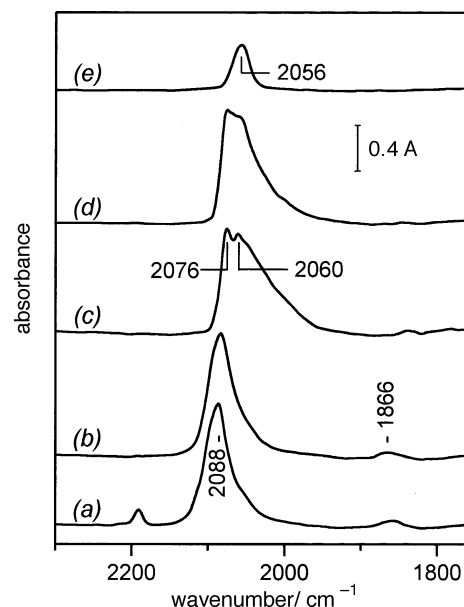 (e)
2056
0.4 A
(d)
2076
2060
(c)
1866
(b)
2088
(a)
absorbance
2200 2000 1800
wavenumber/ cm⁻¹